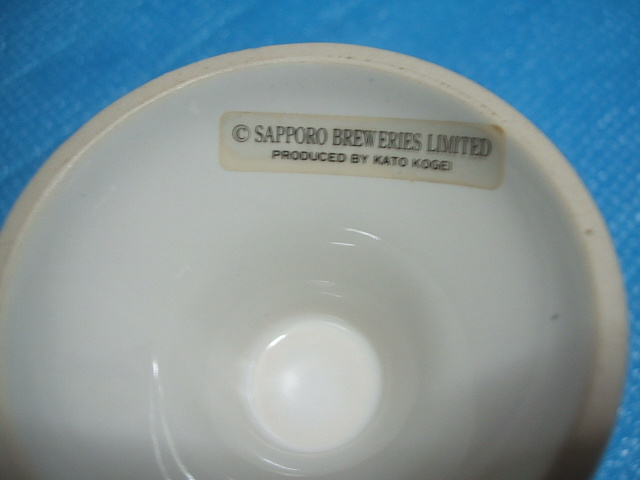 © SAPPORO BREWERIES LIMITED
PRODUCED BY KATO KOGEI